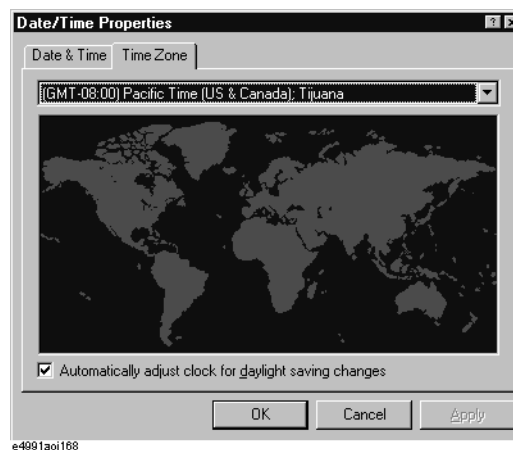 Date/Time Properties
Date & Time
Time Zone
(GMT-08:00) Pacific Time (US & Canada); Tijuana
Automatically adjust clock for daylight saving changes
OK
Cancel
Apply
e4991aoi168